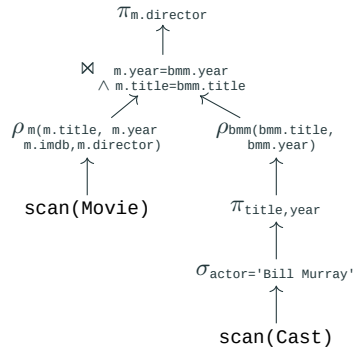 π m.director
⋈ m.year=bmm.year
∧ m.title=bmm.title
ρ m(m.title, m.year
m.imdb,m.director)
ρ bmm(bmm.title,
bmm.year)
scan(Movie)
π title,year
σ actor='Bill Murray'
scan(Cast)